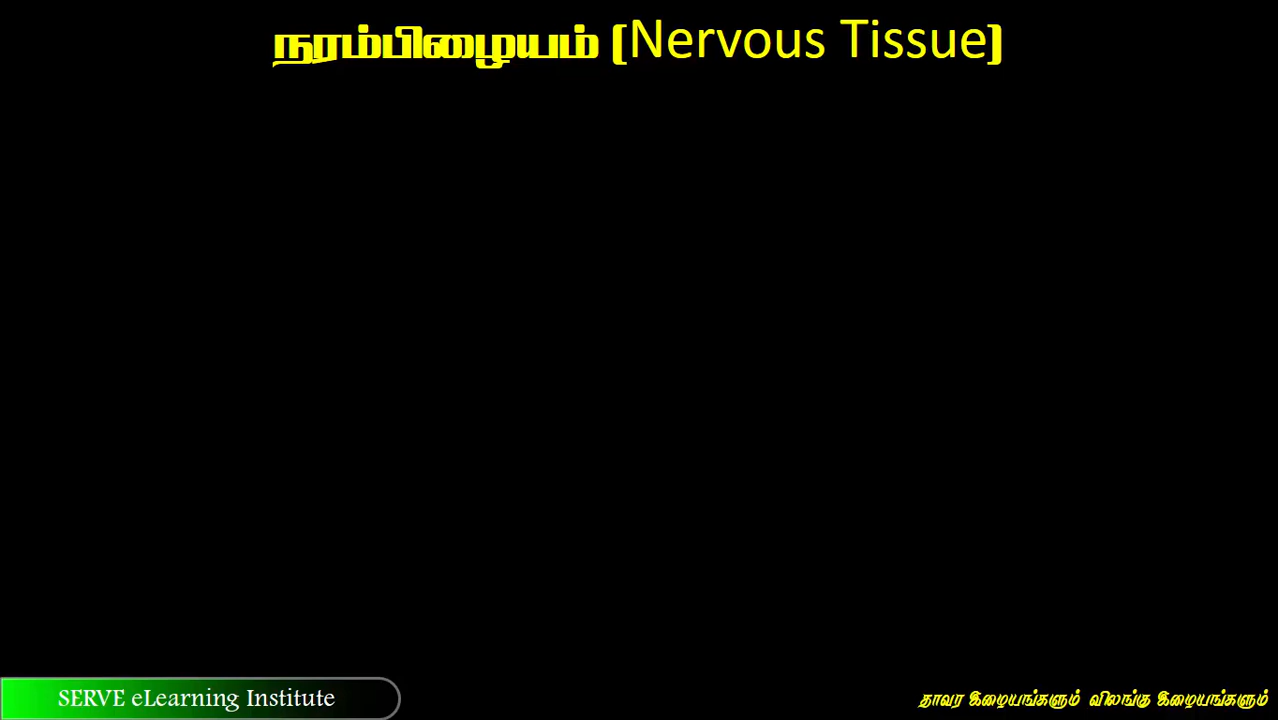 நரம்பிழையம் (Nervous Tissue)
SERVE eLearning Institute
தாவர இழையங்களும் விலங்கு இழையங்களும்